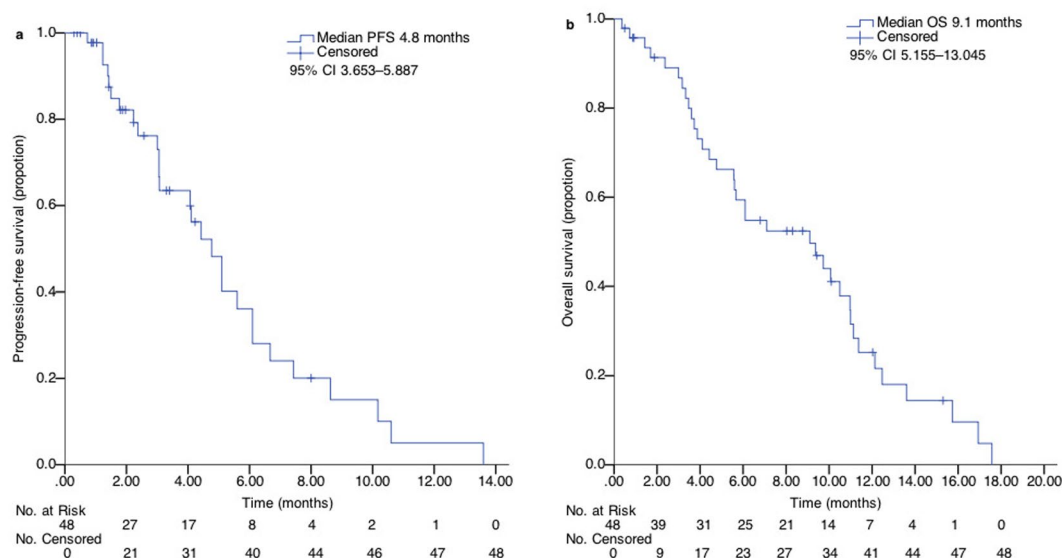 a
Median PFS 4.8 months
Censored
95% CI 3.653–5.887
Progression-free survival (propotion)
1.0
0.8
0.6
0.4
0.2
0.0
.00 2.00 4.00 6.00 8.00 10.00 12.00 14.00
Time (months)
No. at Risk
48 27 17 8 4 2 1 0
No. Censored
0 21 31 40 44 46 47 48
b
Median OS 9.1 months
Censored
95% CI 5.155–13.045
Overall survival (propotion)
1.0
0.8
0.6
0.4
0.2
0.0
.00 2.00 4.00 6.00 8.00 10.00 12.00 14.00 16.00 18.00 20.00
Time (months)
No. at Risk
48 39 31 25 21 14 7 4 1 0
No. Censored
0 9 17 23 27 34 41 44 47 48